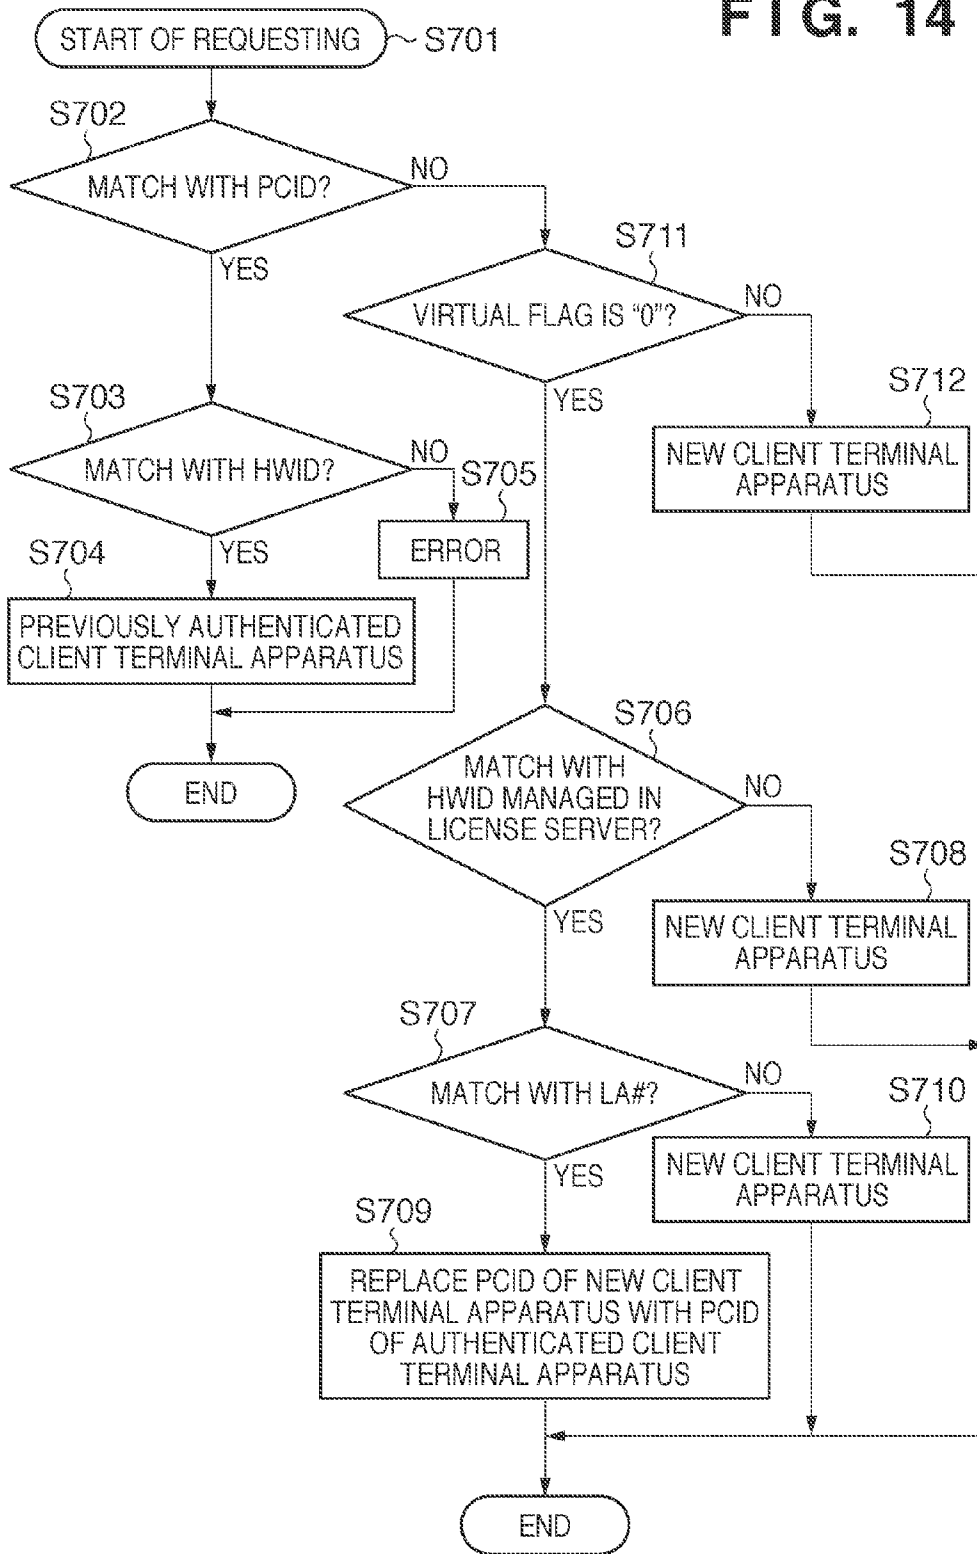 FIG. 14
START OF REQUESTING
S701
S702
MATCH WITH PCID?
NO
YES
S711
VIRTUAL FLAG IS “0”?
NO
YES
S712
NEW CLIENT TERMINAL
APPARATUS
S703
MATCH WITH HWID?
NO
YES
S705
ERROR
S704
PREVIOUSLY AUTHENTICATED
CLIENT TERMINAL APPARATUS
END
S706
MATCH WITH
HWID MANAGED IN
LICENSE SERVER?
NO
YES
S708
NEW CLIENT TERMINAL
APPARATUS
S707
MATCH WITH LA#?
NO
YES
S710
NEW CLIENT TERMINAL
APPARATUS
S709
REPLACE PCID OF NEW CLIENT
TERMINAL APPARATUS WITH PCID
OF AUTHENTICATED CLIENT
TERMINAL APPARATUS
END